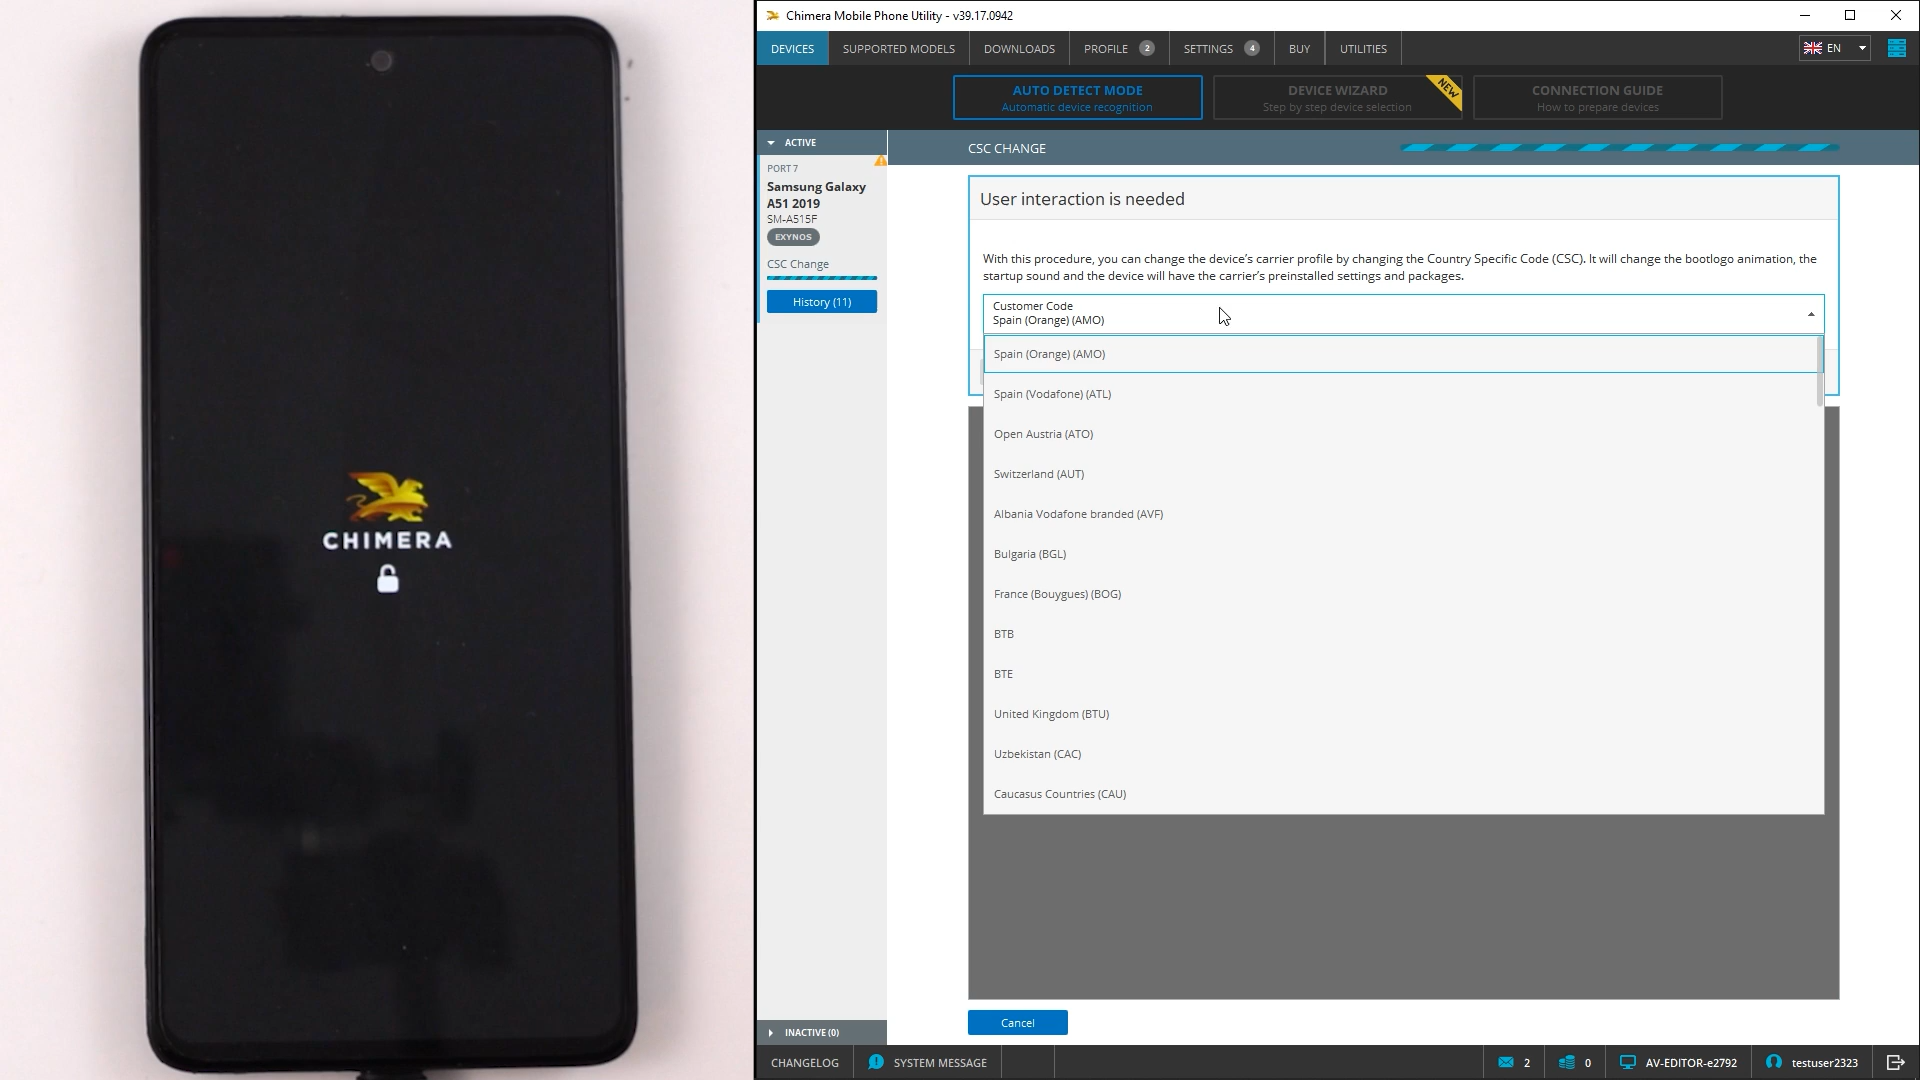 CHIMERA
Chimera Mobile Phone Utility - v39.17.0942
DEVICES
SUPPORTED MODELS
DOWNLOADS
PROFILE 2
SETTINGS 4
BUY
UTILITIES
EN
AUTO DETECT MODE
Automatic device recognition
DEVICE WIZARD
Step by step device selection
NEW
CONNECTION GUIDE
How to prepare devices
ACTIVE
PORT 7
Samsung Galaxy
A51 2019
SM-A515F
EXYNOS
CSC Change
History (11)
CSC CHANGE
User interaction is needed
With this procedure, you can change the device's carrier profile by changing the Country Specific Code (CSC). It will change the bootlogo animation, the
startup sound and the device will have the carrier's preinstalled settings and packages.
Customer Code
Spain (Orange) (AMO)
Spain (Orange) (AMO)
Spain (Vodafone) (ATL)
Open Austria (ATO)
Switzerland (AUT)
Albania Vodafone branded (AVF)
Bulgaria (BGL)
France (Bouygues) (BOG)
BTB
BTE
United Kingdom (BTU)
Uzbekistan (CAC)
Caucasus Countries (CAU)
Cancel
INACTIVE (0)
CHANGELOG
SYSTEM MESSAGE
2
0
AV-EDITOR-e2792
testuser2323